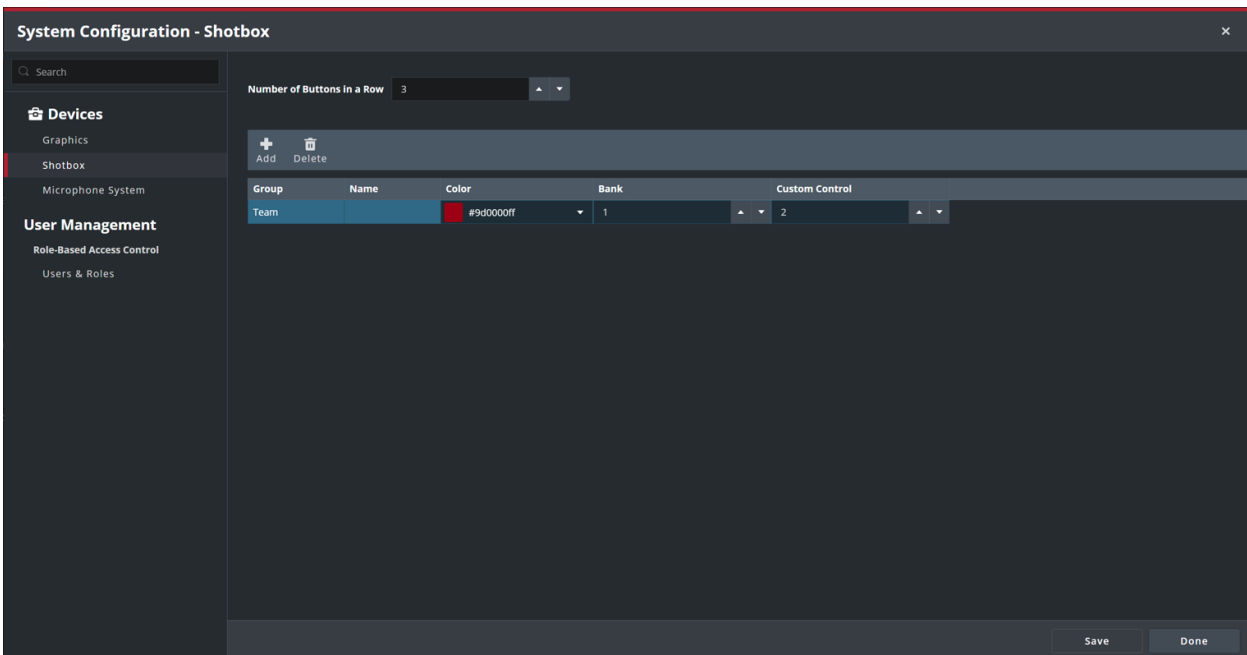 System Configuration - Shotbox
×
Search
Devices
Graphics
Shotbox
Microphone System
User Management
Role-Based Access Control
Users & Roles
Number of Buttons in a Row 3
Add Delete
Group Name Color Bank Custom Control
Team #9d0000ff 1 2
Save Done